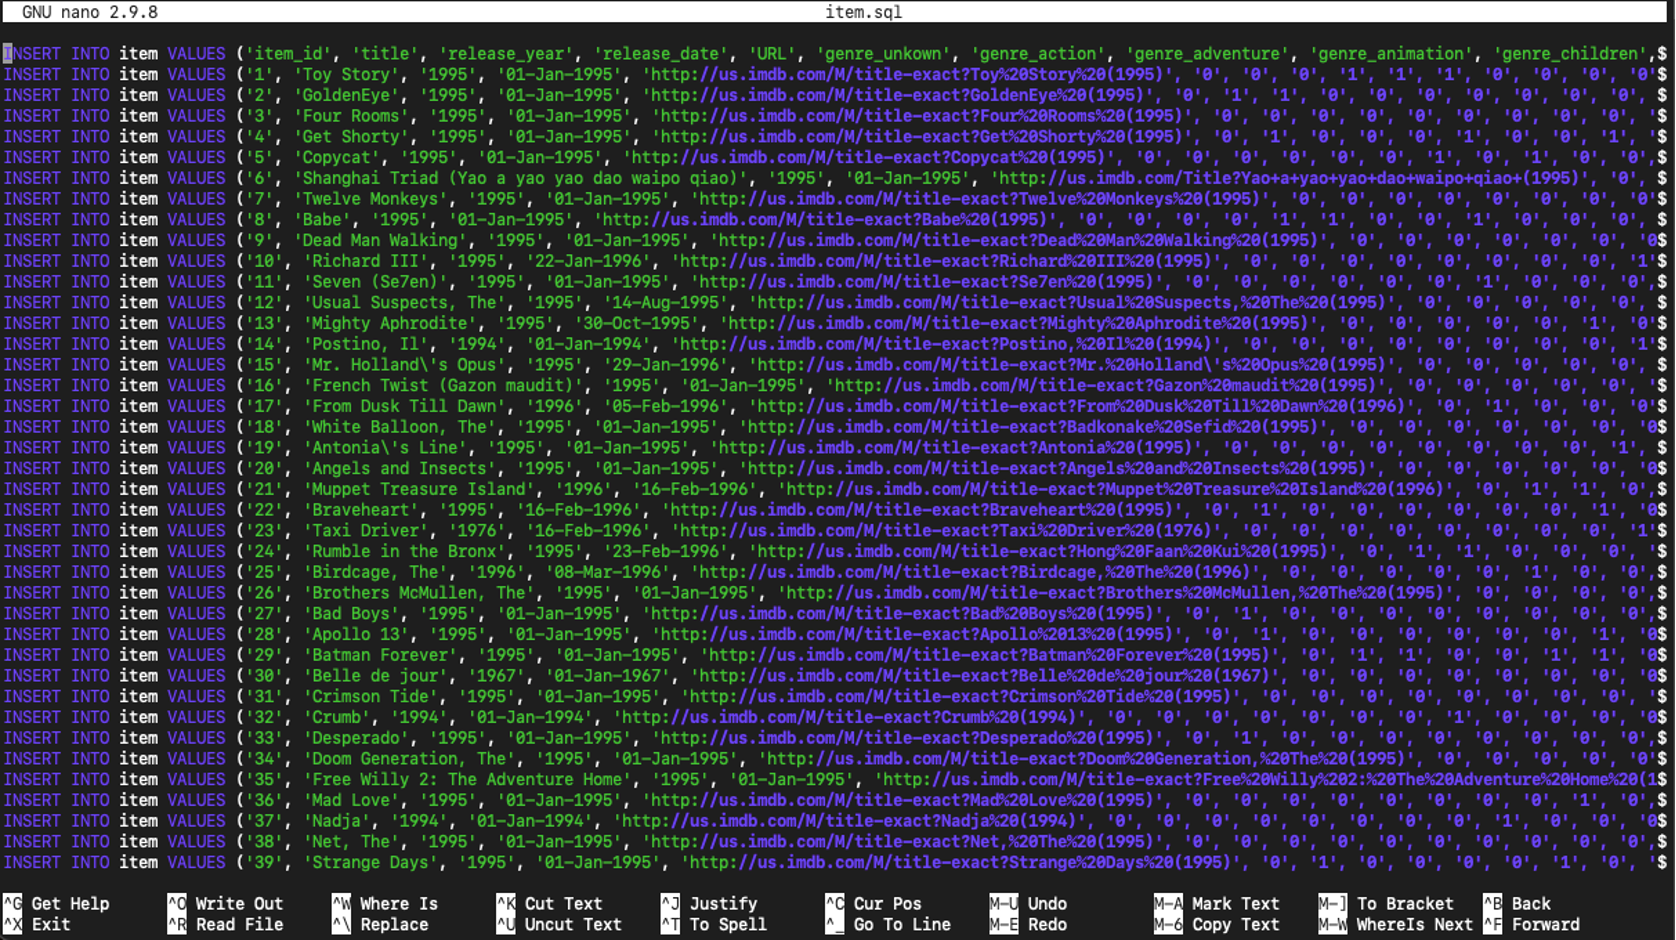 GNU nano 2.9.8 item.sql
INSERT INTO item VALUES ('item_id', 'title', 'release_year', 'release_date', 'URL', 'genre_unkown', 'genre_action', 'genre_adventure', 'genre_animation', 'genre_children',$
INSERT INTO item VALUES ('1', 'Toy Story', '1995', '01-Jan-1995', 'http://us.imdb.com/M/title-exact?Toy%20Story%20(1995)', '0', '0', '0', '1', '1', '1', '0', '0', '0', '0'$
INSERT INTO item VALUES ('2', 'GoldenEye', '1995', '01-Jan-1995', 'http://us.imdb.com/M/title-exact?GoldenEye%20(1995)', '0', '1', '1', '0', '0', '0', '0', '0', '0', '0', $
INSERT INTO item VALUES ('3', 'Four Rooms', '1995', '01-Jan-1995', 'http://us.imdb.com/M/title-exact?Four%20Rooms%20(1995)', '0', '0', '0', '0', '0', '0', '0', '0', '0', '$
INSERT INTO item VALUES ('4', 'Get Shorty', '1995', '01-Jan-1995', 'http://us.imdb.com/M/title-exact?Get%20Shorty%20(1995)', '0', '1', '0', '0', '0', '1', '0', '0', '1', '$
INSERT INTO item VALUES ('5', 'Copycat', '1995', '01-Jan-1995', 'http://us.imdb.com/M/title-exact?Copycat%20(1995)', '0', '0', '0', '0', '0', '0', '1', '0', '1', '0', '0',$
INSERT INTO item VALUES ('6', 'Shanghai Triad (Yao a yao yao dao waipo qiao)', '1995', '01-Jan-1995', 'http://us.imdb.com/Title?Yao+a+yao+yao+dao+waipo+qiao+(1995)', '0', $
INSERT INTO item VALUES ('7', 'Twelve Monkeys', '1995', '01-Jan-1995', 'http://us.imdb.com/M/title-exact?Twelve%20Monkeys%20(1995)', '0', '0', '0', '0', '0', '0', '0', '0'$
INSERT INTO item VALUES ('8', 'Babe', '1995', '01-Jan-1995', 'http://us.imdb.com/M/title-exact?Babe%20(1995)', '0', '0', '0', '0', '1', '1', '0', '0', '1', '0', '0', '0', $
INSERT INTO item VALUES ('9', 'Dead Man Walking', '1995', '01-Jan-1995', 'http://us.imdb.com/M/title-exact?Dead%20Man%20Walking%20(1995)', '0', '0', '0', '0', '0', '0', '0$
INSERT INTO item VALUES ('10', 'Richard III', '1995', '22-Jan-1996', 'http://us.imdb.com/M/title-exact?Richard%20III%20(1995)', '0', '0', '0', '0', '0', '0', '0', '0', '1'$
INSERT INTO item VALUES ('11', 'Seven (Se7en)', '1995', '01-Jan-1995', 'http://us.imdb.com/M/title-exact?Se7en%20(1995)', '0', '0', '0', '0', '0', '0', '1', '0', '0', '0',$
INSERT INTO item VALUES ('12', 'Usual Suspects, The', '1995', '14-Aug-1995', 'http://us.imdb.com/M/title-exact?Usual%20Suspects,%20The%20(1995)', '0', '0', '0', '0', '0', $
INSERT INTO item VALUES ('13', 'Mighty Aphrodite', '1995', '30-Oct-1995', 'http://us.imdb.com/M/title-exact?Mighty%20Aphrodite%20(1995)', '0', '0', '0', '0', '0', '1', '0$
INSERT INTO item VALUES ('14', 'Postino, Il', '1994', '01-Jan-1994', 'http://us.imdb.com/M/title-exact?Postino,%20Il%20(1994)', '0', '0', '0', '0', '0', '0', '0', '0', '1'$
INSERT INTO item VALUES ('15', 'Mr. Holland\'s Opus', '1995', '29-Jan-1996', 'http://us.imdb.com/M/title-exact?Mr.%20Holland\'s%20Opus%20(1995)', '0', '0', '0', '0', '0', $
INSERT INTO item VALUES ('16', 'French Twist (Gazon maudit)', '1995', '01-Jan-1995', 'http://us.imdb.com/M/title-exact?Gazon%20maudit%20(1995)', '0', '0', '0', '0', '0', '$
INSERT INTO item VALUES ('17', 'From Dusk Till Dawn', '1996', '05-Feb-1996', 'http://us.imdb.com/M/title-exact?From%20Dusk%20Till%20Dawn%20(1996)', '0', '1', '0', '0', '0'$
INSERT INTO item VALUES ('18', 'White Balloon, The', '1995', '01-Jan-1995', 'http://us.imdb.com/M/title-exact?Badkonake%20Sefid%20(1995)', '0', '0', '0', '0', '0', '0', '0$
INSERT INTO item VALUES ('19', 'Antonia\'s Line', '1995', '01-Jan-1995', 'http://us.imdb.com/M/title-exact?Antonia%20(1995)', '0', '0', '0', '0', '0', '0', '0', '0', '1', $
INSERT INTO item VALUES ('20', 'Angels and Insects', '1995', '01-Jan-1995', 'http://us.imdb.com/M/title-exact?Angels%20and%20Insects%20(1995)', '0', '0', '0', '0', '0', '0$
INSERT INTO item VALUES ('21', 'Muppet Treasure Island', '1996', '16-Feb-1996', 'http://us.imdb.com/M/title-exact?Muppet%20Treasure%20Island%20(1996)', '0', '1', '1', '0',$
INSERT INTO item VALUES ('22', 'Braveheart', '1995', '16-Feb-1996', 'http://us.imdb.com/M/title-exact?Braveheart%20(1995)', '0', '1', '0', '0', '0', '0', '0', '0', '1', '0$
INSERT INTO item VALUES ('23', 'Taxi Driver', '1976', '16-Feb-1996', 'http://us.imdb.com/M/title-exact?Taxi%20Driver%20(1976)', '0', '0', '0', '0', '0', '0', '0', '0', '1'$
INSERT INTO item VALUES ('24', 'Rumble in the Bronx', '1995', '23-Feb-1996', 'http://us.imdb.com/M/title-exact?Hong%20Faan%20Kui%20(1995)', '0', '1', '1', '0', '0', '0', '$
INSERT INTO item VALUES ('25', 'Birdcage, The', '1996', '08-Mar-1996', 'http://us.imdb.com/M/title-exact?Birdcage,%20The%20(1996)', '0', '0', '0', '0', '0', '1', '0', '0',$
INSERT INTO item VALUES ('26', 'Brothers McMullen, The', '1995', '01-Jan-1995', 'http://us.imdb.com/M/title-exact?Brothers%20McMullen,%20The%20(1995)', '0', '0', '0', '0',$
INSERT INTO item VALUES ('27', 'Bad Boys', '1995', '01-Jan-1995', 'http://us.imdb.com/M/title-exact?Bad%20Boys%20(1995)', '0', '1', '0', '0', '0', '0', '0', '0', '0', '0',$
INSERT INTO item VALUES ('28', 'Apollo 13', '1995', '01-Jan-1995', 'http://us.imdb.com/M/title-exact?Apollo%2013%20(1995)', '0', '1', '0', '0', '0', '0', '0', '0', '1', '0$
INSERT INTO item VALUES ('29', 'Batman Forever', '1995', '01-Jan-1995', 'http://us.imdb.com/M/title-exact?Batman%20Forever%20(1995)', '0', '1', '1', '0', '0', '1', '1', '0$
INSERT INTO item VALUES ('30', 'Belle de jour', '1967', '01-Jan-1967', 'http://us.imdb.com/M/title-exact?Belle%20de%20jour%20(1967)', '0', '0', '0', '0', '0', '0', '0', '$
INSERT INTO item VALUES ('31', 'Crimson Tide', '1995', '01-Jan-1995', 'http://us.imdb.com/M/title-exact?Crimson%20Tide%20(1995)', '0', '0', '0', '0', '0', '0', '0', '0', '$
INSERT INTO item VALUES ('32', 'Crumb', '1994', '01-Jan-1994', 'http://us.imdb.com/M/title-exact?Crumb%20(1994)', '0', '0', '0', '0', '0', '0', '0', '1', '0', '0', '0', '0$
INSERT INTO item VALUES ('33', 'Desperado', '1995', '01-Jan-1995', 'http://us.imdb.com/M/title-exact?Desperado%20(1995)', '0', '1', '0', '0', '0', '0', '0', '0', '0', '0',$
INSERT INTO item VALUES ('34', 'Doom Generation, The', '1995', '01-Jan-1995', 'http://us.imdb.com/M/title-exact?Doom%20Generation,%20The%20(1995)', '0', '0', '0', '0', '0'$
INSERT INTO item VALUES ('35', 'Free Willy 2: The Adventure Home', '1995', '01-Jan-1995', 'http://us.imdb.com/M/title-exact?Free%20Willy%202:%20The%20Adventure%20Home%20(1$
INSERT INTO item VALUES ('36', 'Mad Love', '1995', '01-Jan-1995', 'http://us.imdb.com/M/title-exact?Mad%20Love%20(1995)', '0', '0', '0', '0', '0', '0', '0', '0', '1', '0',$
INSERT INTO item VALUES ('37', 'Nadja', '1994', '01-Jan-1994', 'http://us.imdb.com/M/title-exact?Nadja%20(1994)', '0', '0', '0', '0', '0', '0', '0', '0', '1', '0', '0', '0$
INSERT INTO item VALUES ('38', 'Net, The', '1995', '01-Jan-1995', 'http://us.imdb.com/M/title-exact?Net,%20The%20(1995)', '0', '0', '0', '0', '0', '0', '0', '0', '0', '0',$
INSERT INTO item VALUES ('39', 'Strange Days', '1995', '01-Jan-1995', 'http://us.imdb.com/M/title-exact?Strange%20Days%20(1995)', '0', '1', '0', '0', '0', '0', '1', '0', '$
^G Get Help ^O Write Out ^W Where Is ^K Cut Text ^J Justify ^C Cur Pos M-U Undo M-A Mark Text M-] To Bracket ^B Back
^X Exit ^R Read File ^\ Replace ^U Uncut Text ^T To Spell ^_ Go To Line M-E Redo M-6 Copy Text M-W WhereIs Next ^F Forward